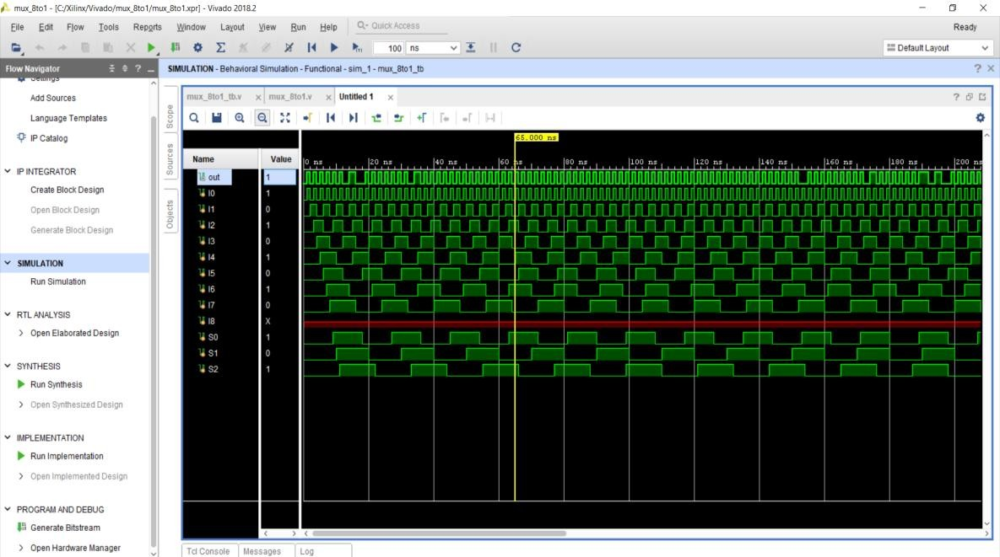 mux_8to1 - [C:/Xilinx/Vivado/mux_8to1/mux_8to1.xpr] - Vivado 2018.2
File Edit Flow Tools Reports Window Layout View Run Help Quick Access Ready
100 ns Default Layout
Flow Navigator SIMULATION - Behavioral Simulation - Functional - sim_1 - mux_8to1_tb
Settings
Add Sources
Language Templates
IP Catalog
IP INTEGRATOR
Create Block Design
Open Block Design
Generate Block Design
SIMULATION
Run Simulation
RTL ANALYSIS
Open Elaborated Design
SYNTHESIS
Run Synthesis
Open Synthesized Design
IMPLEMENTATION
Run Implementation
Open Implemented Design
PROGRAM AND DEBUG
Generate Bitstream
Open Hardware Manager
Scope
Sources
Objects
mux_8to1_tb.v mux_8to1.v Untitled 1
65.000 ns
Name Value 0 ns 20 ns 40 ns 60 ns 80 ns 100 ns 120 ns 140 ns 160 ns 180 ns 200 ns
out 1
I0 1
I1 0
I2 1
I3 0
I4 1
I5 0
I6 1
I7 0
I8 X
S0 1
S1 0
S2 1
Tcl Console Messages Log